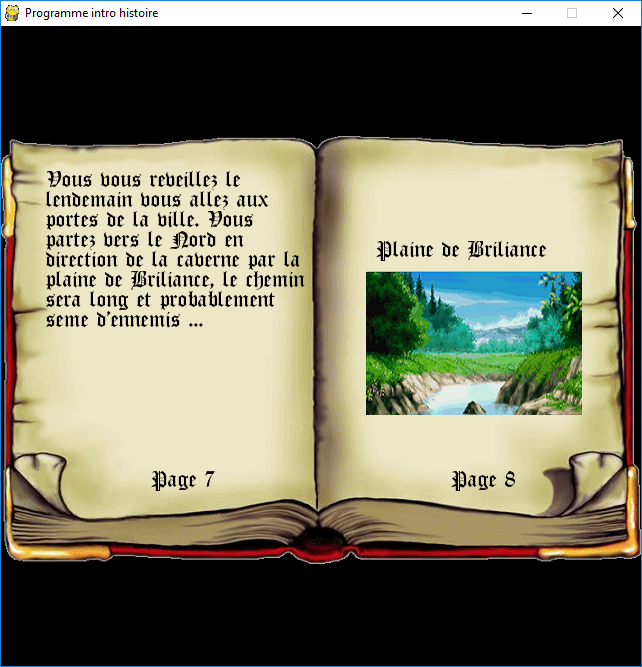 Programme intro histoire
Vous vous reveillez le
lendemain vous allez aux
portes de la ville. Vous
partez vers le Nord en
direction de la caverne par la
plaine de Briliance, le chemin
sera long et probablement
seme d'ennemis ...
Page 7
Plaine de Briliance
Page 8